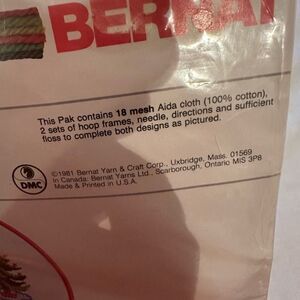 BERNAT
This Pak contains 18 mesh Aida cloth (100% cotton),
2 sets of hoop frames, needle, directions and sufficient
floss to complete both designs as pictured.
©1981 Bernat Yarn & Craft Corp., Uxbridge, Mass. 01569
In Canada: Bernat Yarns Ltd., Scarborough, Ontario MIS 3P8
Made & Printed in U.S.A.
DMC